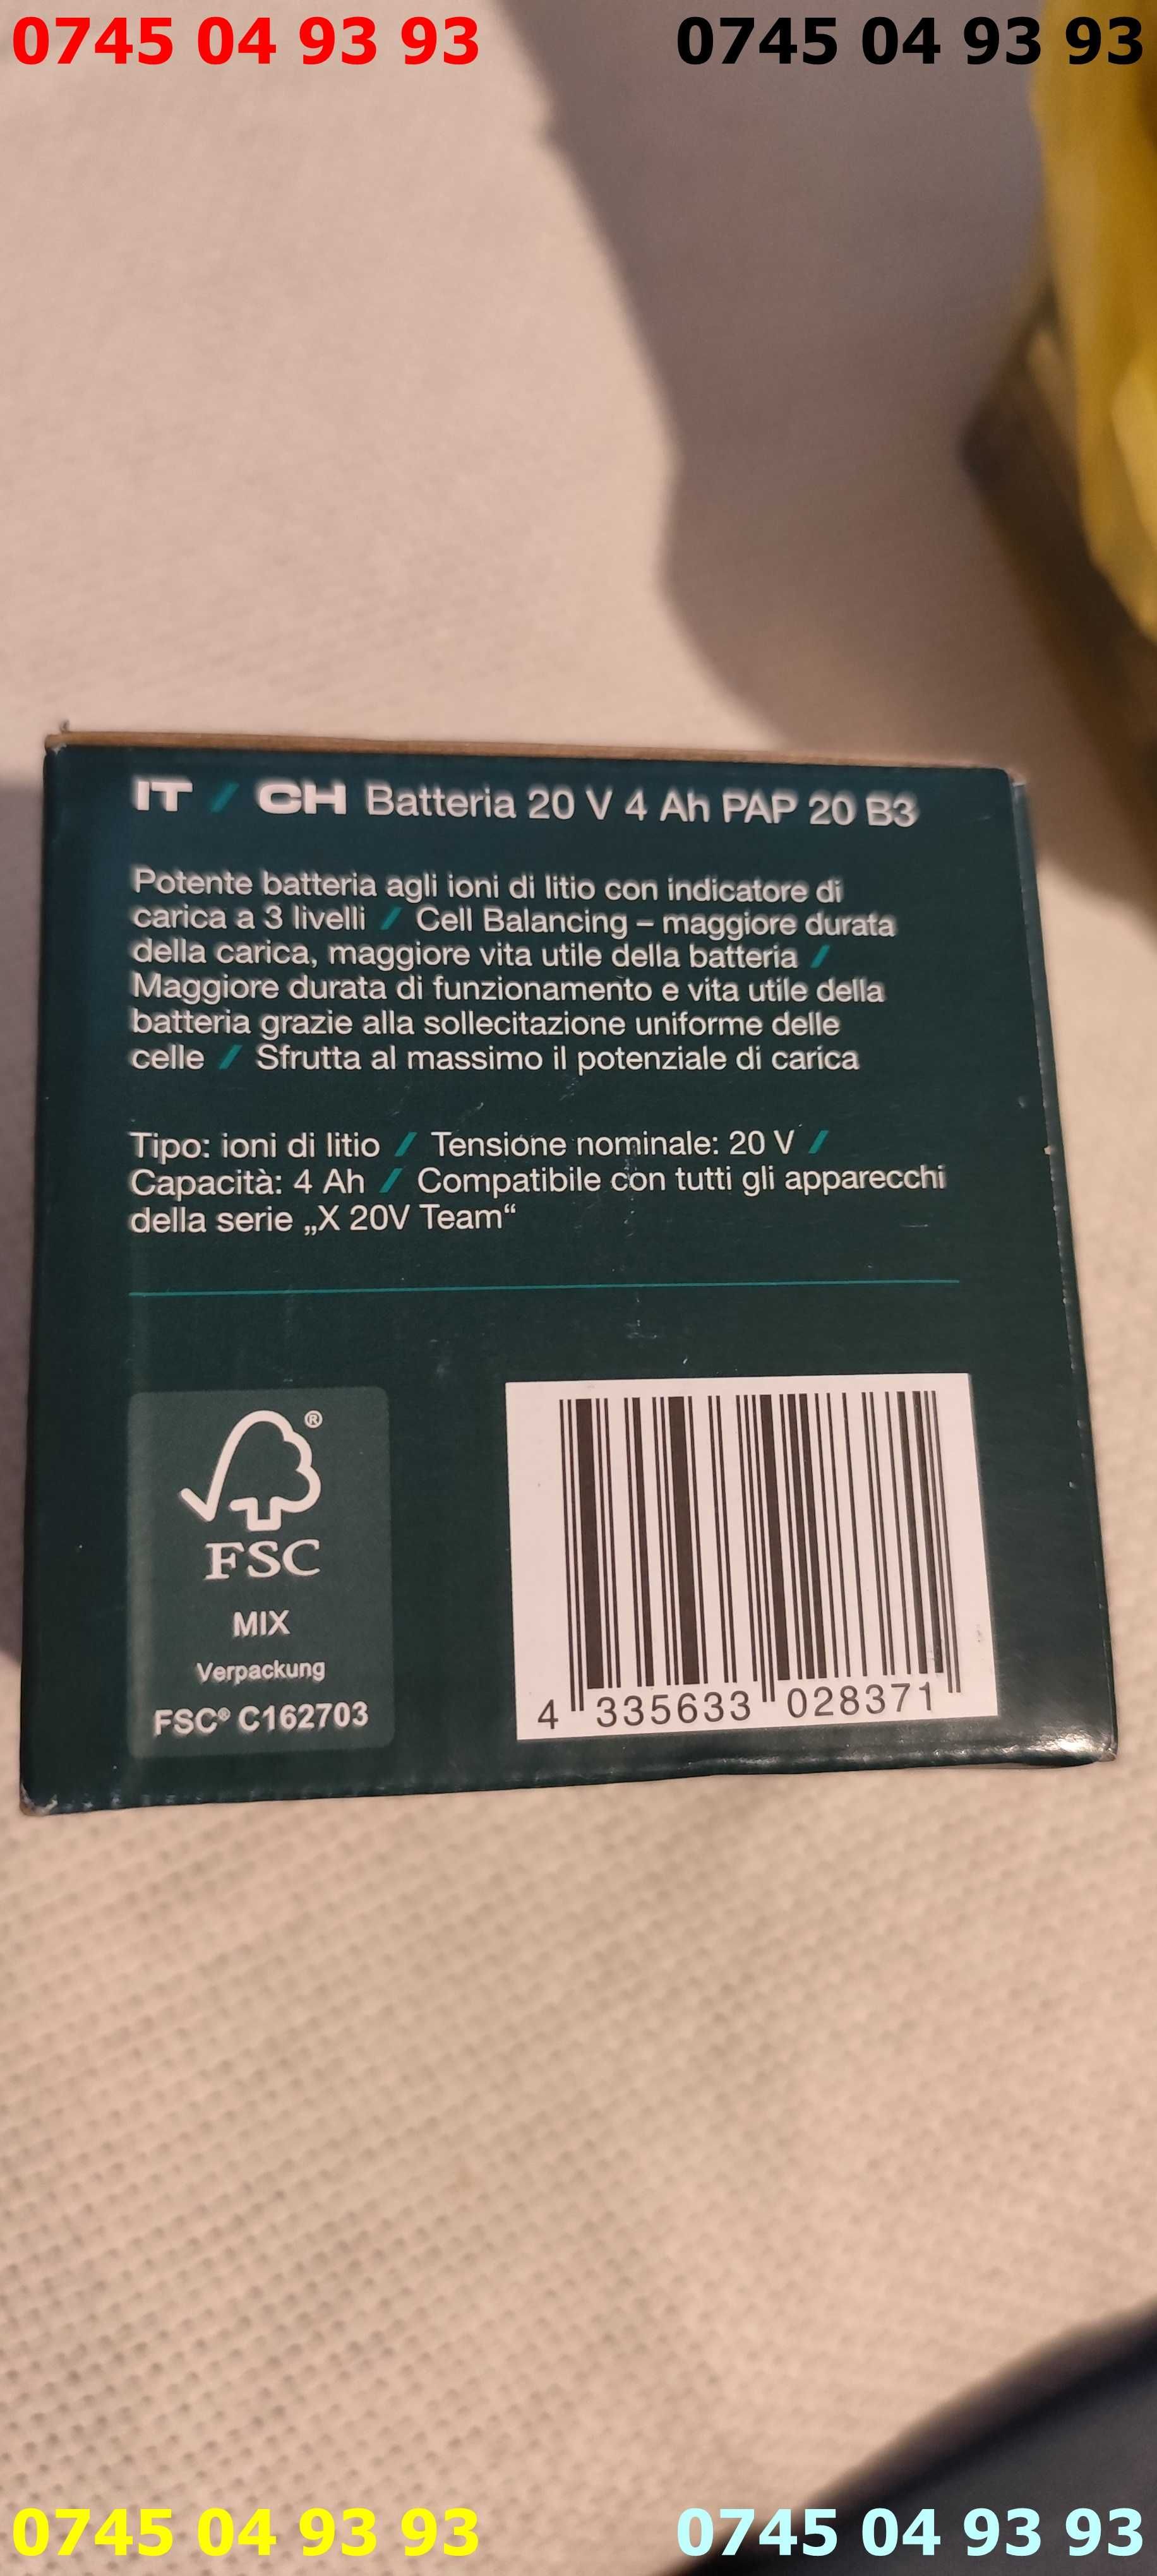 0745 04 93 93
0745 04 93 93
IT / CH Batteria 20 V 4 Ah PAP 20 B3
Potente batteria agli ioni di litio con indicatore di
carica a 3 livelli / Cell Balancing – maggiore durata
della carica, maggiore vita utile della batteria /
Maggiore durata di funzionamento e vita utile della
batteria grazie alla sollecitazione uniforme delle
celle / Sfrutta al massimo il potenziale di carica
Tipo: ioni di litio / Tensione nominale: 20 V /
Capacità: 4 Ah / Compatibile con tutti gli apparecchi
della serie „X 20V Team“
®
FSC
MIX
Verpackung
FSC® C162703
4 335633 028371
0745 04 93 93
0745 04 93 93